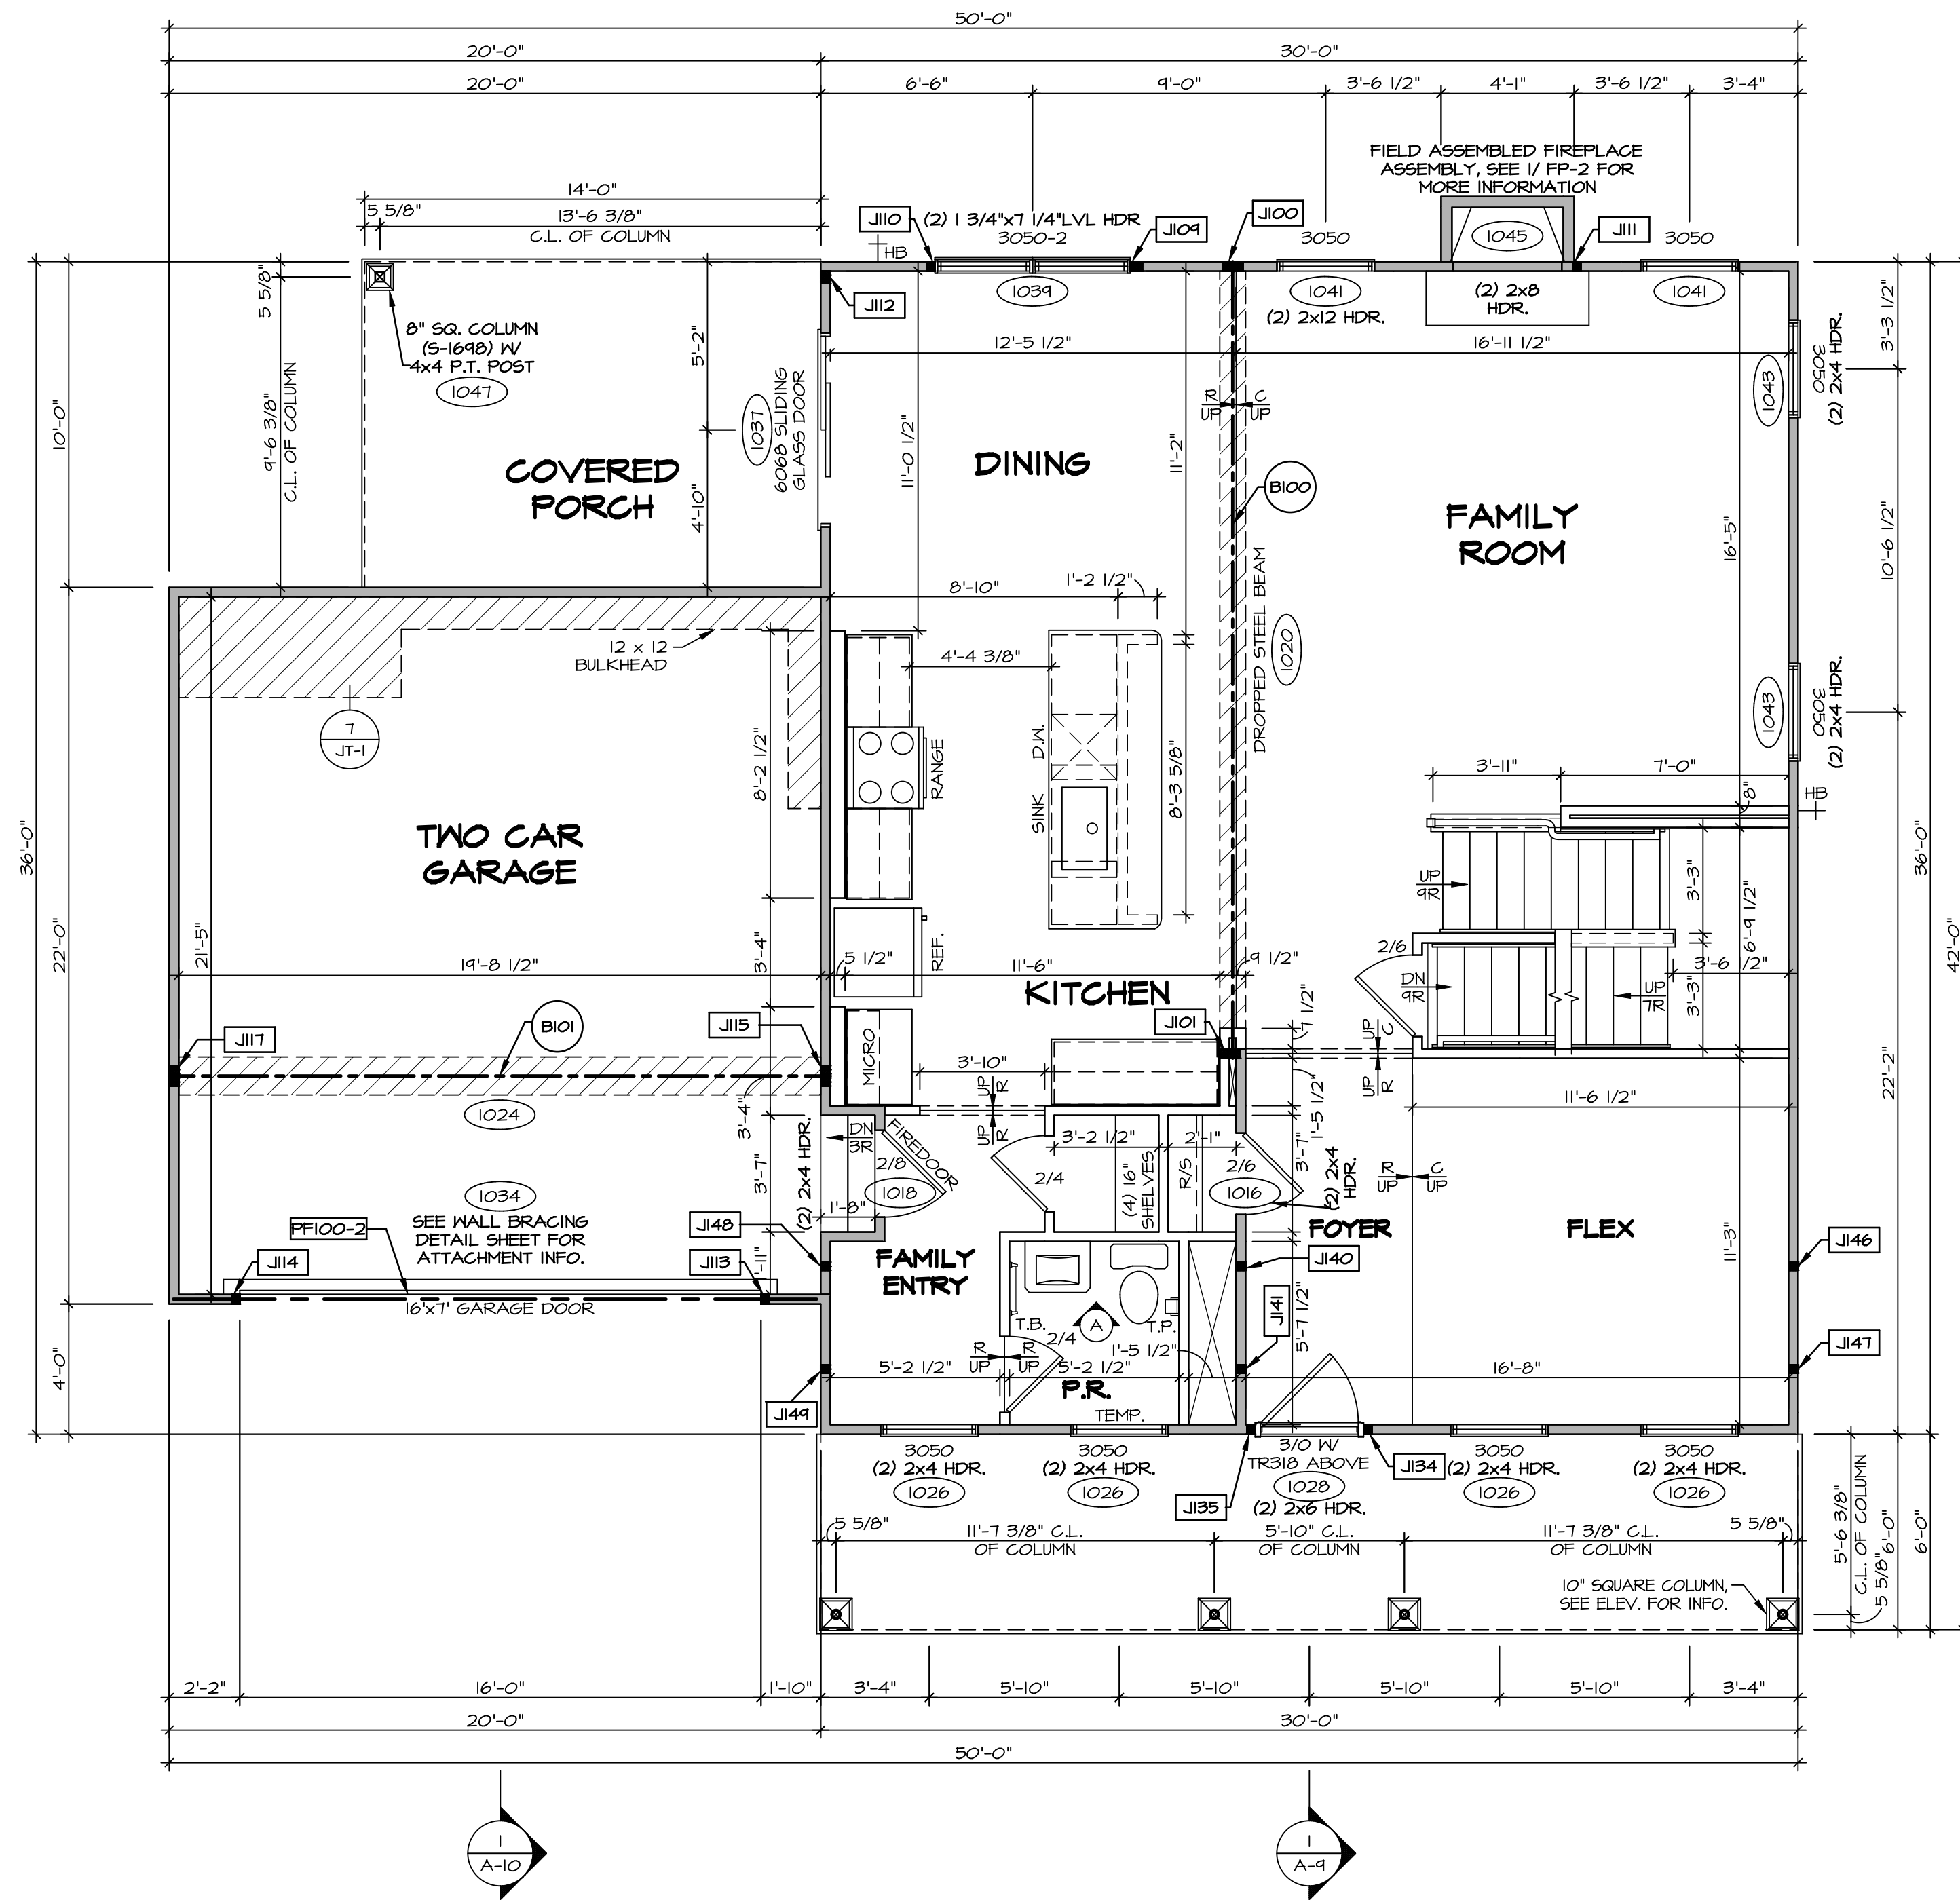 50'-0"
20'-0"
30'-0"
20'-0"
6'-6"
9'-0"
3'-6 1/2"
4'-1"
3'-6 1/2"
3'-4"
FIELD ASSEMBLED FIREPLACE
ASSEMBLY, SEE 1/ FP-2 FOR
MORE INFORMATION
14'-0"
5 5/8"
13'-6 3/8"
C.L. OF COLUMN
J110
(2) 1 3/4"x7 1/4"LVL HDR
3050-2
J109
J100
3050
1045
J111
3050
HB
J112
1039
1041
(2) 2x12 HDR.
(2) 2x8
HDR.
1041
5 5/8"
8" SQ. COLUMN
(S-1698) W/
4x4 P.T. POST
1047
5'-2"
12'-5 1/2"
16'-11 1/2"
3'-3 1/2"
3050
(2) 2x4 HDR.
1043
10'-0"
9'-6 3/8"
C.L. OF COLUMN
1037
6068 SLIDING
GLASS DOOR
R
UP
C
UP
11'-0 1/2"
11'-2"
DINING
COVERED
PORCH
4'-10"
B100
FAMILY
ROOM
16'-5"
10'-6 1/2"
DROPPED STEEL BEAM
1020
8'-10"
1'-2 1/2"
12 x 12
BULKHEAD
4'-4 3/8"
7
JT-1
8'-2 1/2"
RANGE
D.W.
SINK
8'-3 5/8"
1043
3050
(2) 2x4 HDR.
3'-11"
7'-0"
8"
HB
36'-0"
36'-0"
TWO CAR
GARAGE
UP
9R
3'-3"
6'-9 1/2"
22'-0"
21'-5"
19'-8 1/2"
3'-4"
5 1/2"
REF.
11'-6"
9 1/2"
KITCHEN
2/6
3'-6 1/2"
DN
9R
UP
7R
3'-3"
42'-0"
J117
B101
J115
J101
7 1/2"
UP
C
UP
R
MICRO
3'-10"
UP
R
UP
R
1'-5 1/2"
11'-6 1/2"
22'-2"
1024
3'-4"
(2) 2x4 HDR.
DN
3R
FIREDOOR
2/8
1018
3'-2 1/2"
2'-1"
3'-7"
3'-7"
2/4
(4) 16"
SHELVES
R/S
2/6
1016
(2) 2x4
HDR.
R
UP
C
UP
1034
SEE WALL BRACING
DETAIL SHEET FOR
ATTACHMENT INFO.
PF100-2
1'-8"
J148
FOYER
FLEX
J140
11'-3"
J146
J114
J113
1'-11"
FAMILY
ENTRY
16'x7' GARAGE DOOR
T.B.
A
T.P.
J141
5'-7 1/2"
2/4
R
UP
R
UP
1'-5 1/2"
J147
4'-0"
5'-2 1/2"
5'-2 1/2"
16'-8"
P.R.
TEMP.
J149
3050
(2) 2x4 HDR.
1026
3050
(2) 2x4 HDR.
1026
3/0 W/
TR318 ABOVE
1028
(2) 2x6 HDR.
J135
J134
3050
(2) 2x4 HDR.
1026
3050
(2) 2x4 HDR.
1026
5 5/8"
11'-7 3/8" C.L.
OF COLUMN
5'-10" C.L.
OF COLUMN
11'-7 3/8" C.L.
OF COLUMN
5 5/8"
5'-6 3/8"
C.L. OF COLUMN
5 5/8"
6'-0"
6'-0"
10" SQUARE COLUMN,
SEE ELEV. FOR INFO.
2'-2"
16'-0"
1'-10"
3'-4"
5'-10"
5'-10"
5'-10"
5'-10"
3'-4"
20'-0"
30'-0"
50'-0"
1
A-10
1
A-9